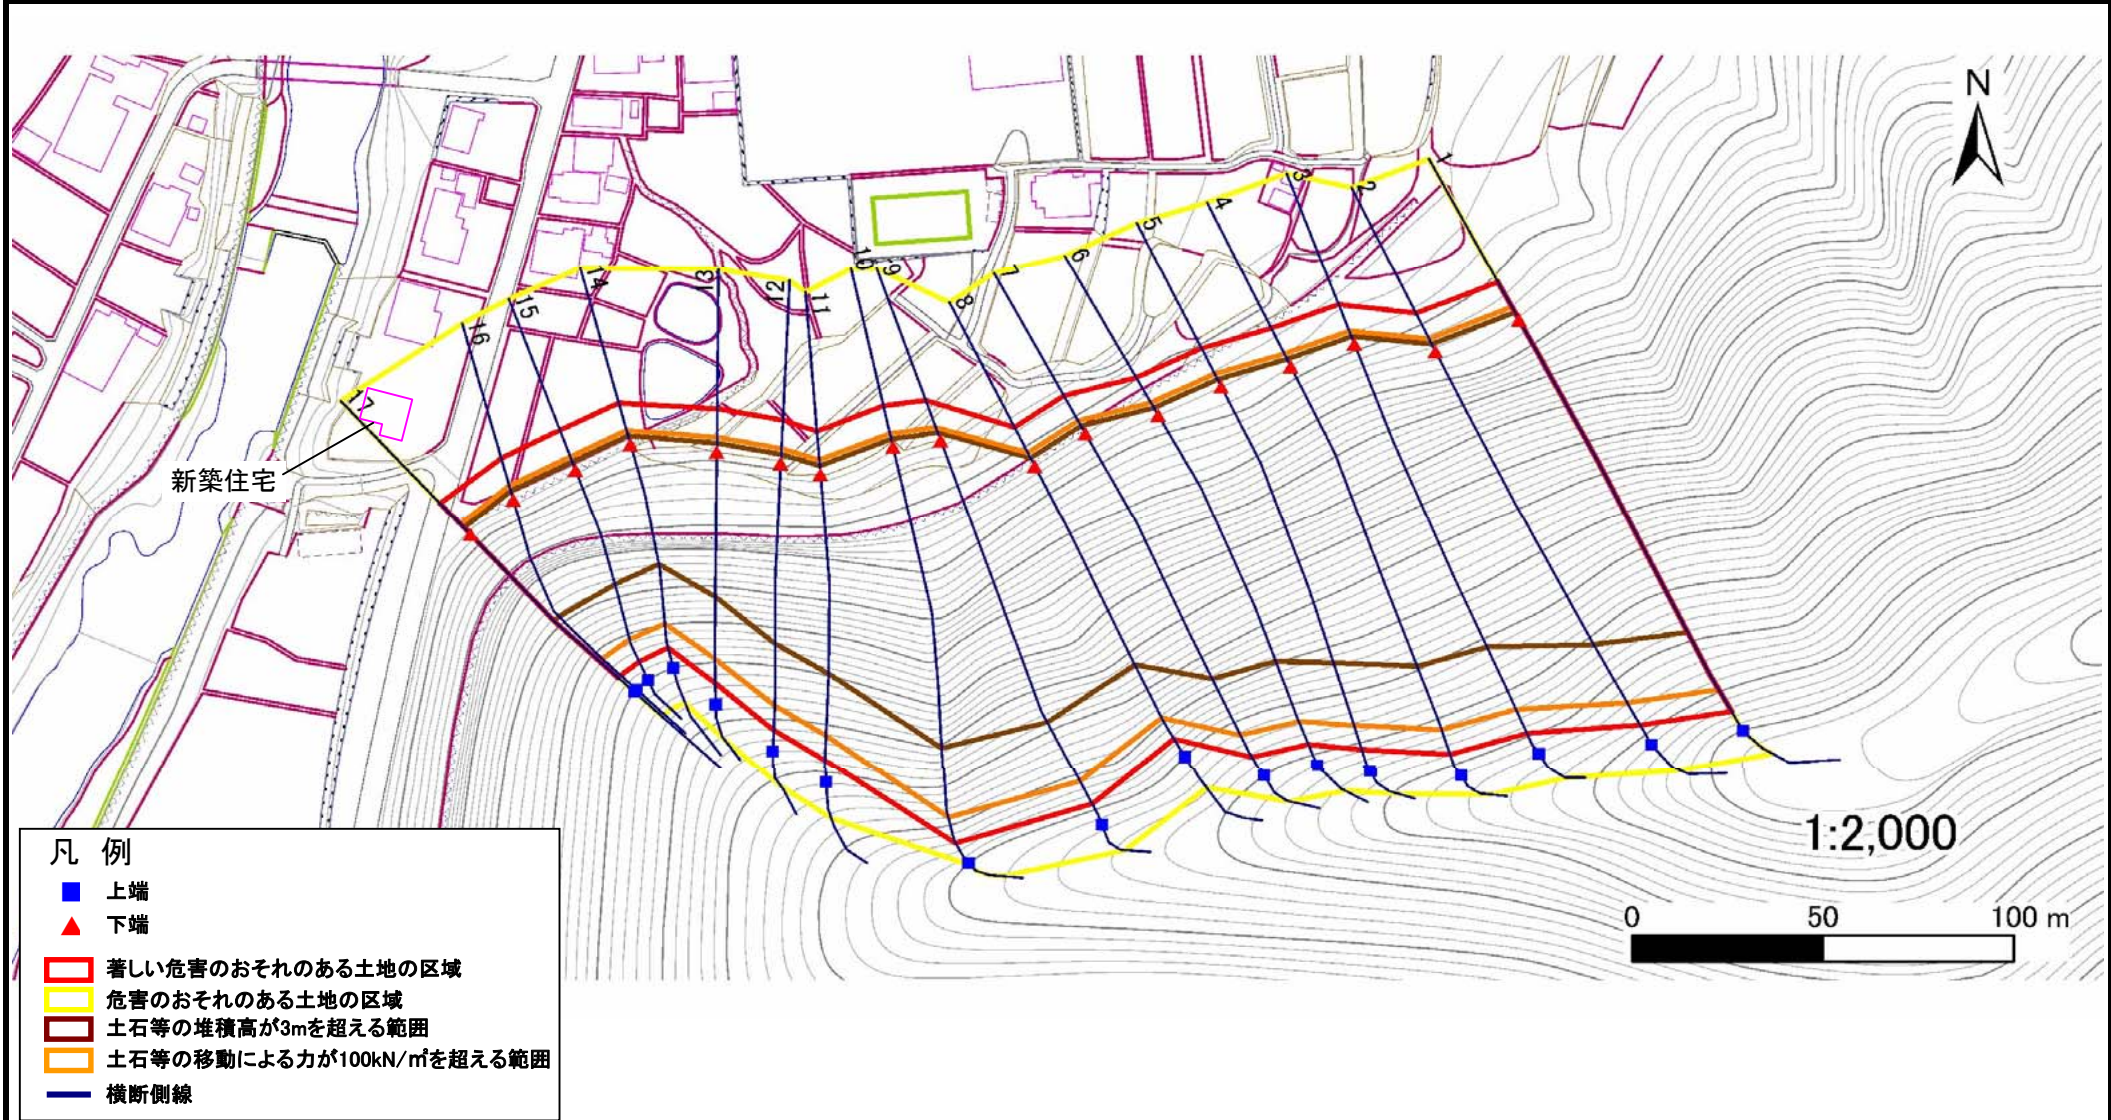 N
1
2
3
4
5
6
7
8
9
10
11
12
13
14
15
16
17
新築住宅
1:2,000
0 50 100 m
凡 例
上端
下端
著しい危害のおそれのある土地の区域
危害のおそれのある土地の区域
土石等の堆積高が3mを超える範囲
土石等の移動による力が100kN/㎡を超える範囲
横断側線